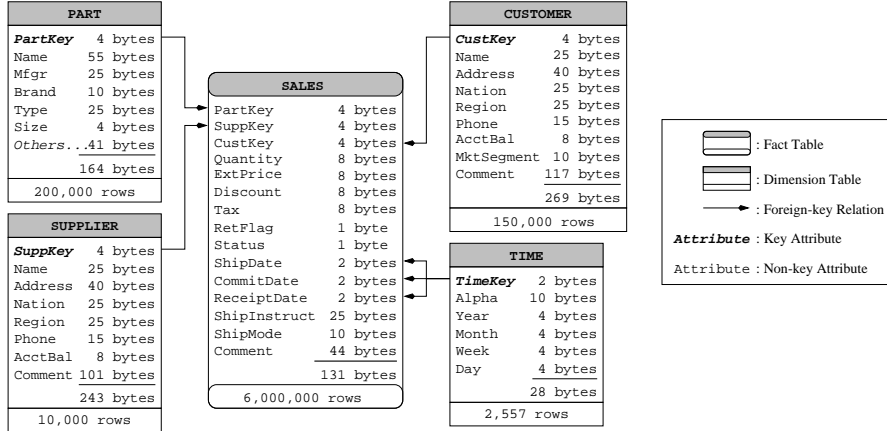 PART
PartKey 4 bytes
Name 55 bytes
Mfgr 25 bytes
Brand 10 bytes
Type 25 bytes
Size 4 bytes
Others... 41 bytes
164 bytes
200,000 rows
SUPPLIER
SuppKey 4 bytes
Name 25 bytes
Address 40 bytes
Nation 25 bytes
Region 25 bytes
Phone 15 bytes
AcctBal 8 bytes
Comment 101 bytes
243 bytes
10,000 rows
SALES
PartKey 4 bytes
SuppKey 4 bytes
CustKey 4 bytes
Quantity 8 bytes
ExtPrice 8 bytes
Discount 8 bytes
Tax 8 bytes
RetFlag 1 byte
Status 1 byte
ShipDate 2 bytes
CommitDate 2 bytes
ReceiptDate 2 bytes
ShipInstruct 25 bytes
ShipMode 10 bytes
Comment 44 bytes
131 bytes
6,000,000 rows
CUSTOMER
CustKey 4 bytes
Name 25 bytes
Address 40 bytes
Nation 25 bytes
Region 25 bytes
Phone 15 bytes
AcctBal 8 bytes
MktSegment 10 bytes
Comment 117 bytes
269 bytes
150,000 rows
TIME
TimeKey 2 bytes
Alpha 10 bytes
Year 4 bytes
Month 4 bytes
Week 4 bytes
Day 4 bytes
28 bytes
2,557 rows
: Fact Table
: Dimension Table
: Foreign-key Relation
Attribute : Key Attribute
Attribute : Non-key Attribute